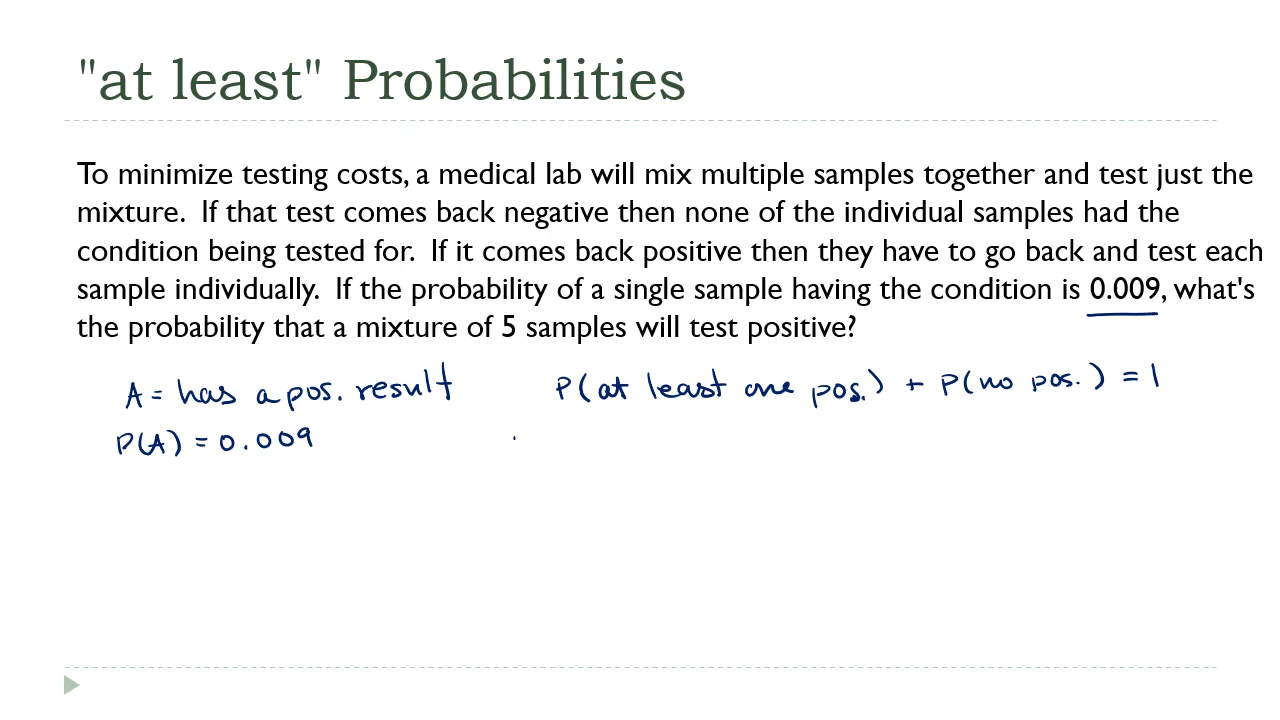 "at least" Probabilities
To minimize testing costs, a medical lab will mix multiple samples together and test just the
mixture. If that test comes back negative then none of the individual samples had the
condition being tested for. If it comes back positive then they have to go back and test each
sample individually. If the probability of a single sample having the condition is 0.009, what's
the probability that a mixture of 5 samples will test positive?
A = has a pos. result
P(at least one pos.) + P(no pos.) = 1
P(A) = 0.009